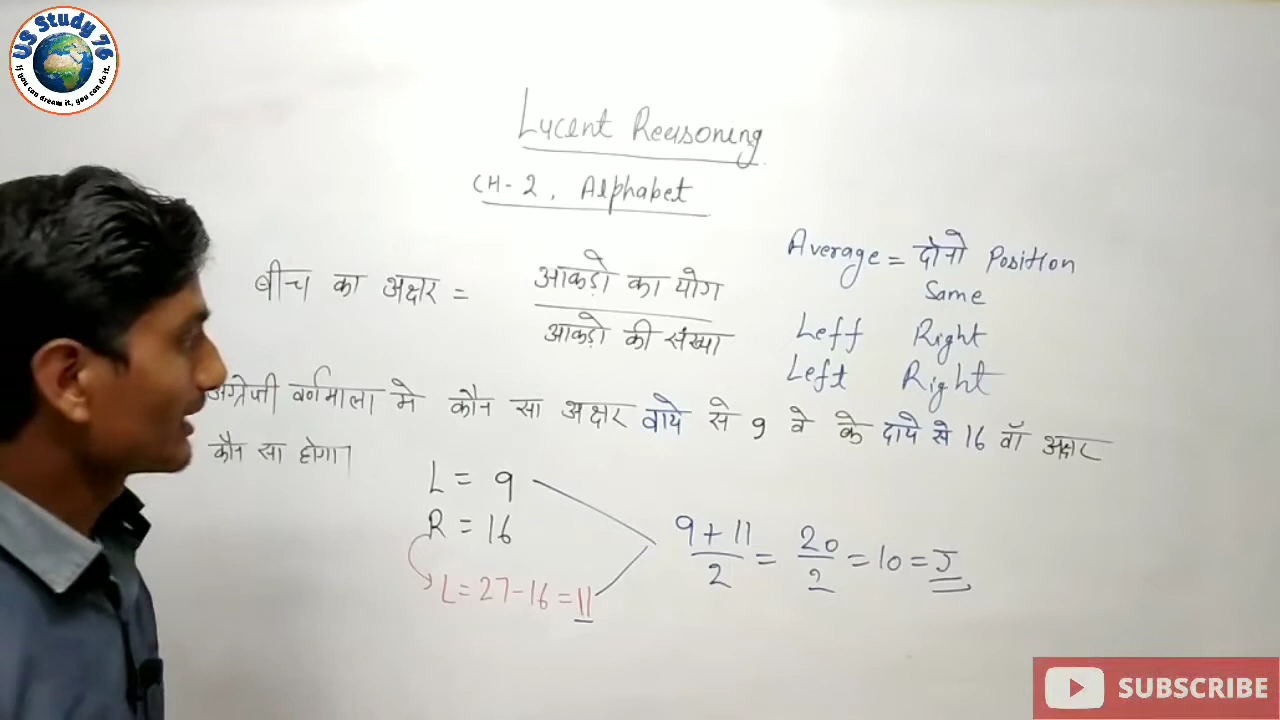 US Study 76
If you can dream it, you can do it.
Lucent Reasoning
CH-2, Alphabet
बीच का अक्षर = आकड़ो का योग
आकड़ो की संख्या
Average = दोनो Position
Same
Leff Right
Left Right
अंग्रेजी वर्णमाला मे कौन सा अक्षर वाये से 9 वे के दाये से 16 वाॅ अक्षर
कौन सा होगा।
L = 9
R = 16
L = 27 - 16 = 11
9 + 11 / 2 = 20 / 2 = 10 = J
SUBSCRIBE